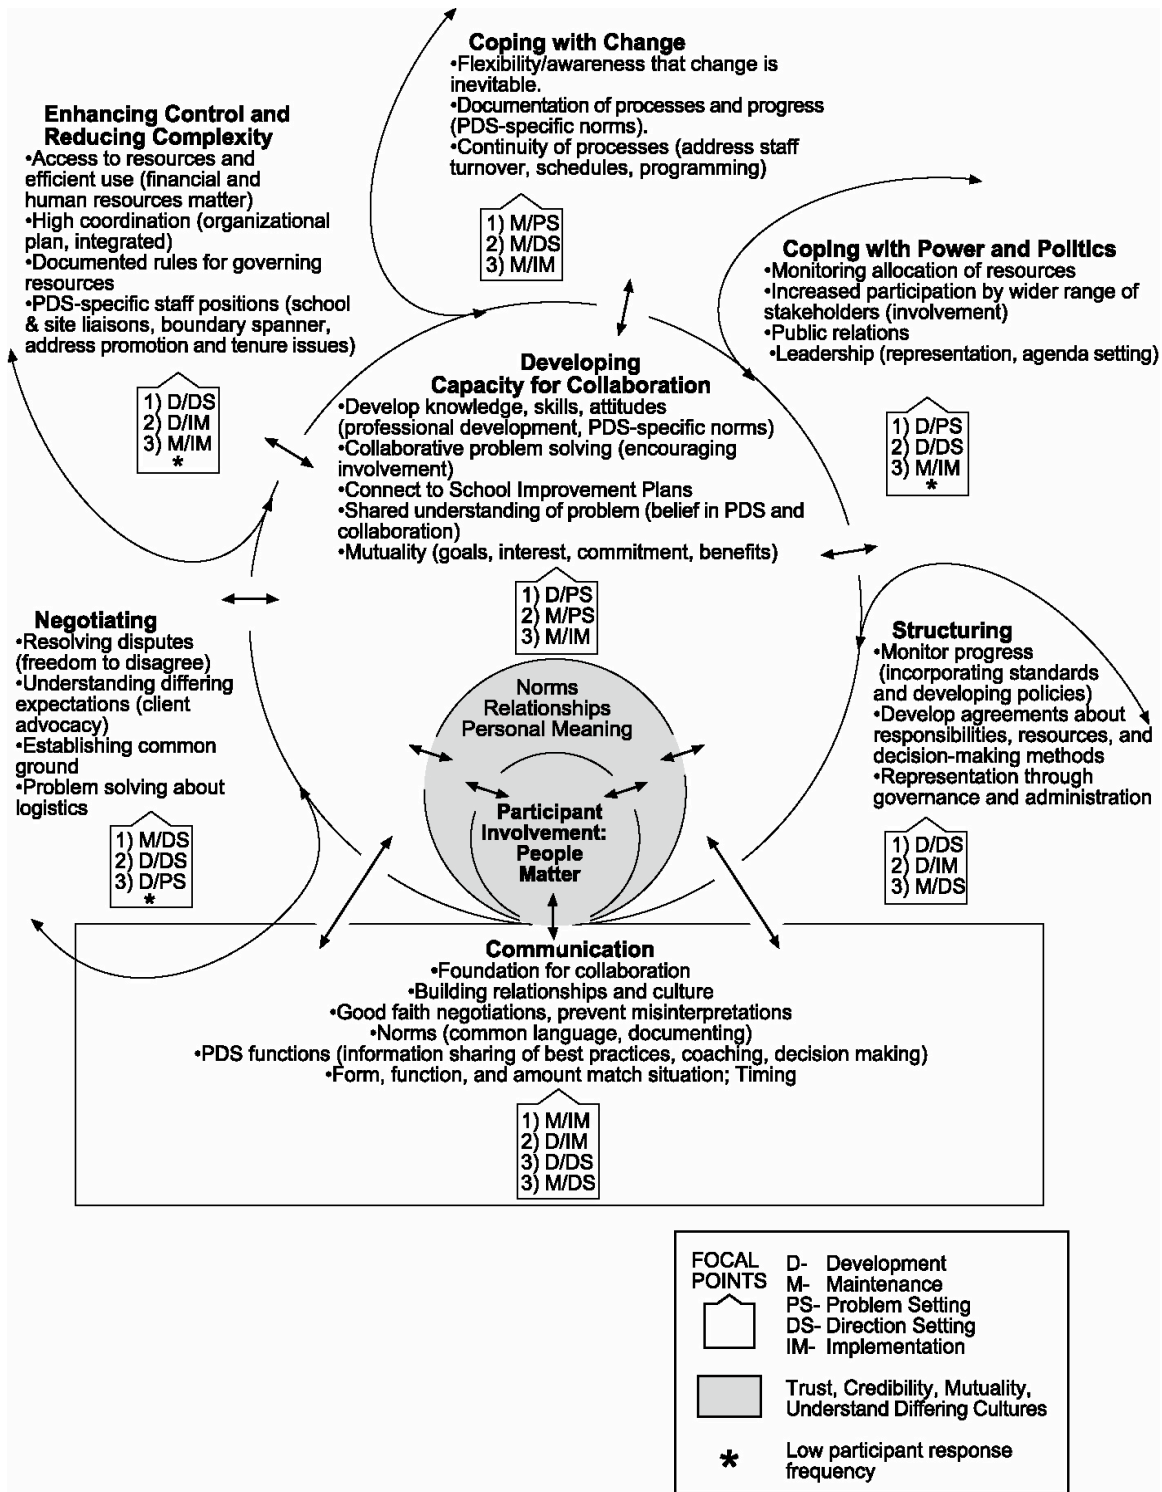 Coping with Change
•Flexibility/awareness that change is
inevitable.
•Documentation of processes and progress
(PDS-specific norms).
•Continuity of processes (address staff
turnover, schedules, programming)
1) M/PS
2) M/DS
3) M/IM
Enhancing Control and
Reducing Complexity
•Access to resources and
efficient use (financial and
human resources matter)
•High coordination (organizational
plan, integrated)
•Documented rules for governing
resources
•PDS-specific staff positions (school
& site liaisons, boundary spanner,
address promotion and tenure issues)
1) D/DS
2) D/IM
3) M/IM
*
Coping with Power and Politics
•Monitoring allocation of resources
•Increased participation by wider range of
stakeholders (involvement)
•Public relations
•Leadership (representation, agenda setting)
1) D/PS
2) D/DS
3) M/IM
*
Developing
Capacity for Collaboration
•Develop knowledge, skills, attitudes
(professional development, PDS-specific norms)
•Collaborative problem solving (encouraging
involvement)
•Connect to School Improvement Plans
•Shared understanding of problem (belief in PDS and
collaboration)
•Mutuality (goals, interest, commitment, benefits)
1) D/PS
2) M/PS
3) M/IM
Negotiating
•Resolving disputes
(freedom to disagree)
•Understanding differing
expectations (client
advocacy)
•Establishing common
ground
•Problem solving about
logistics
1) M/DS
2) D/DS
3) D/PS
*
Structuring
•Monitor progress
(incorporating standards
and developing policies)
•Develop agreements about
responsibilities, resources, and
decision-making methods
•Representation through
governance and administration
1) D/DS
2) D/IM
3) M/DS
Norms
Relationships
Personal Meaning
Participant
Involvement:
People
Matter
Communication
•Foundation for collaboration
•Building relationships and culture
•Good faith negotiations, prevent misinterpretations
•Norms (common language, documenting)
•PDS functions (information sharing of best practices, coaching, decision making)
•Form, function, and amount match situation; Timing
1) M/IM
2) D/IM
3) D/DS
3) M/DS
FOCAL
POINTS
D- Development
M- Maintenance
PS- Problem Setting
DS- Direction Setting
IM- Implementation
Trust, Credibility, Mutuality,
Understand Differing Cultures
* Low participant response
frequency